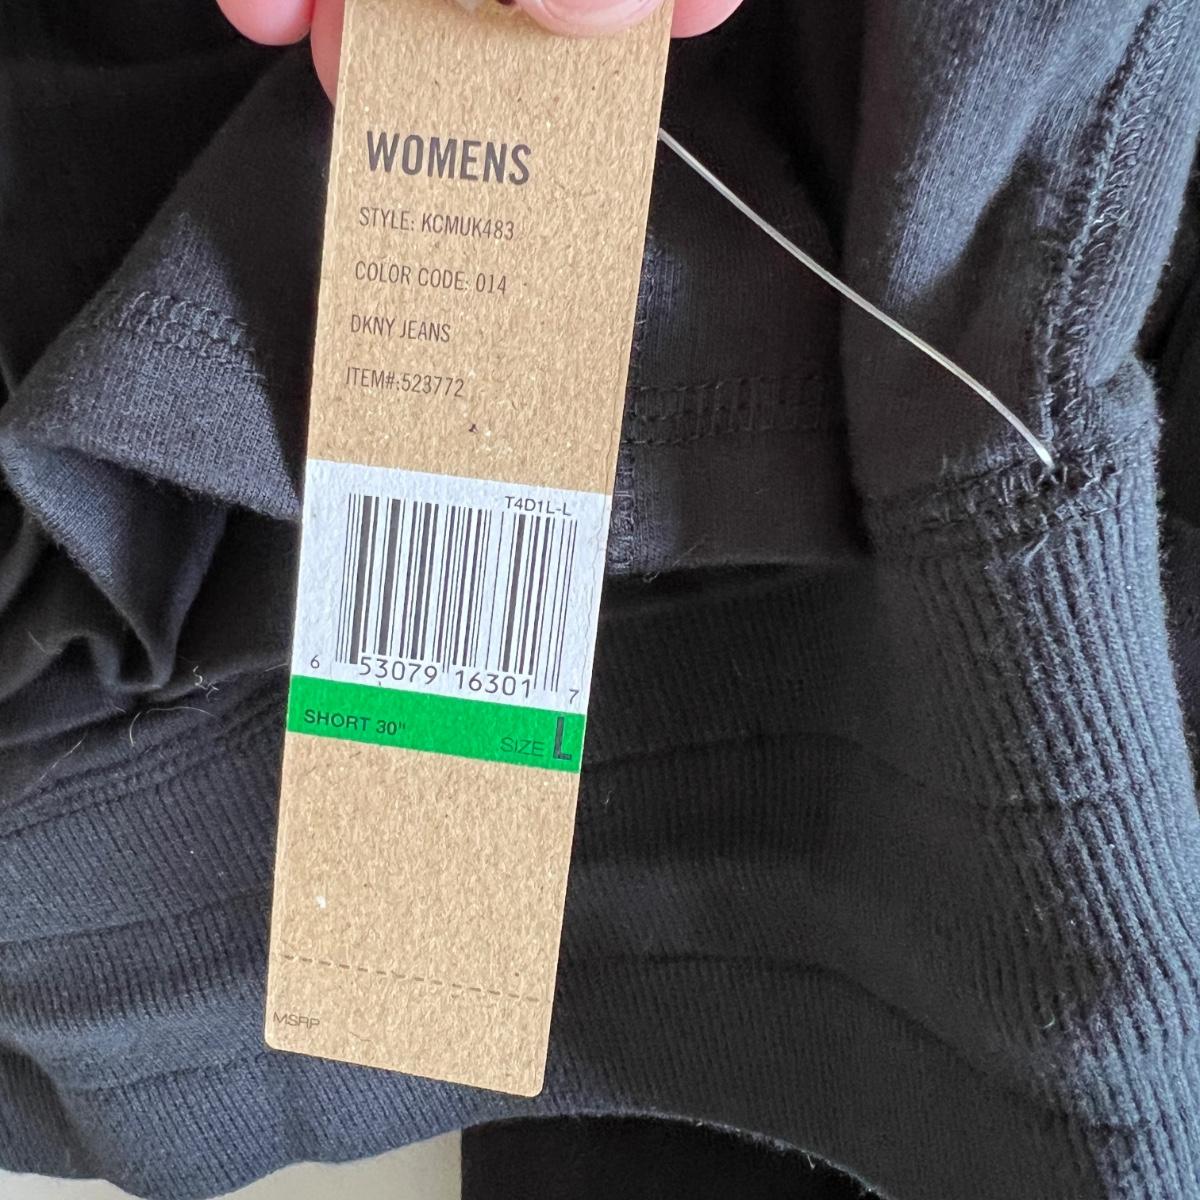 WOMENS
STYLE: KCMUK483
COLOR CODE: 014
DKNY JEANS
ITEM#:523772
T4D1L-L
6 53079 16301 7
SHORT 30" SIZE L
MSRP